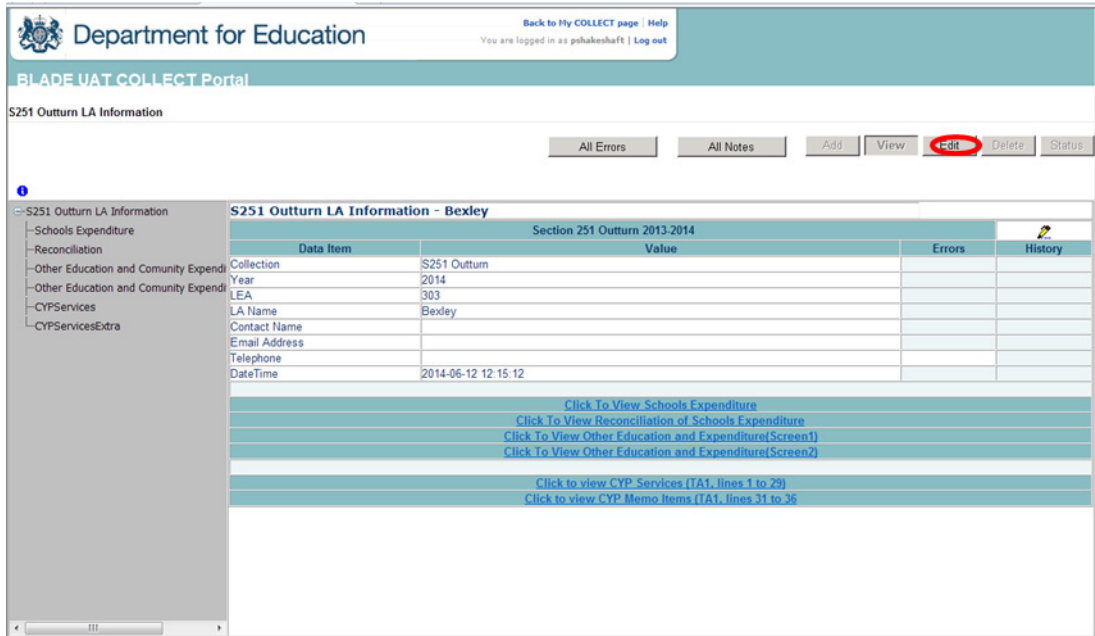 Department for Education
Back to My COLLECT page | Help
You are logged in as pshakeshaft | Log out
BLADE UAT COLLECT Portal
S251 Outturn LA Information
All Errors All Notes Add View Edit Delete Status
S251 Outturn LA Information
Schools Expenditure
Reconciliation
Other Education and Comunity Expendi
Other Education and Comunity Expendi
CYPServices
CYPServicesExtra
S251 Outturn LA Information - Bexley
Section 251 Outturn 2013-2014
Data Item Value Errors History
Collection S251 Outturn
Year 2014
LEA 303
LA Name Bexley
Contact Name
Email Address
Telephone
DateTime 2014-06-12 12:15:12
Click To View Schools Expenditure
Click To View Reconciliation of Schools Expenditure
Click To View Other Education and Expenditure(Screen1)
Click To View Other Education and Expenditure(Screen2)
Click to view CYP Services (TA1, lines 1 to 29)
Click to view CYP Memo Items (TA1, lines 31 to 36